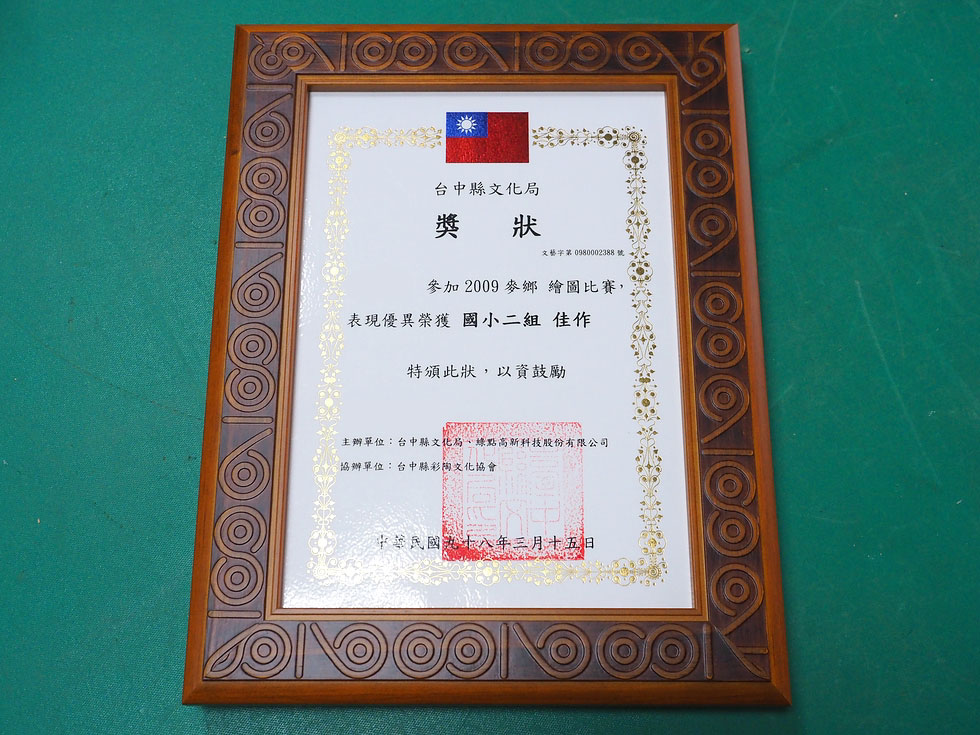 台中縣文化局
獎狀
文藝字第 0980002388 號
參加 2009 麥鄉 繪圖比賽，
表現優異榮獲 國小二組 佳作
特頒此狀，以資鼓勵
主辦單位：台中縣文化局、綠點高新科技股份有限公司
協辦單位：台中縣彩陶文化協會
中華民國九十八年三月十五日